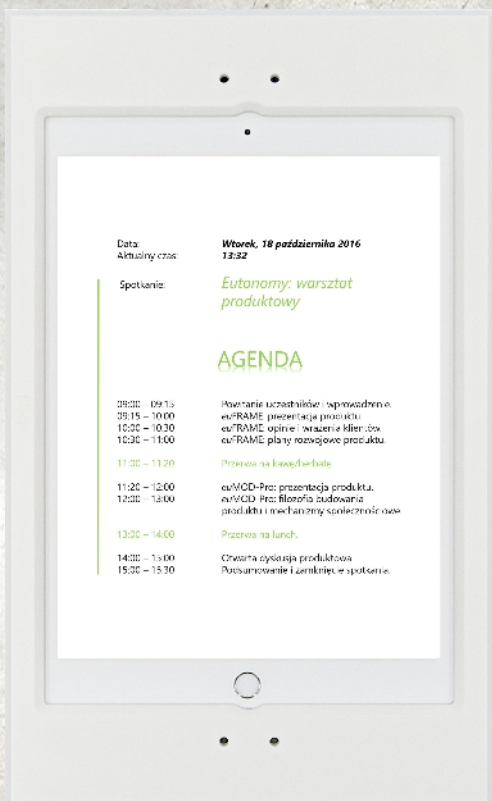 Data: Wtorek, 18 października 2016
Aktualny czas: 13:32
Spotkanie: Eutonomy: warsztat
produktowy
AGENDA
09:00 – 09:15 Powitanie uczestników i wprowadzenie.
09:15 – 10:00 euFRAME: prezentacja produktu.
10:00 – 10:30 euFRAME: opinie i wrażenia klientów.
10:30 – 11:00 euFRAME: plany rozwojowe produktu.
11:00 – 11:20 Przerwa na kawę/herbatę.
11:20 – 12:00 euMOD-Pro: prezentacja produktu.
12:00 – 13:00 euMOD-Pro: filozofia budowania
produktu i mechanizmy społecznościowe.
13:00 – 14:00 Przerwa na lunch.
14:00 – 15:00 Otwarta dyskusja produktowa.
15:00 – 15:30 Podsumowanie i zamknięcie spotkania.